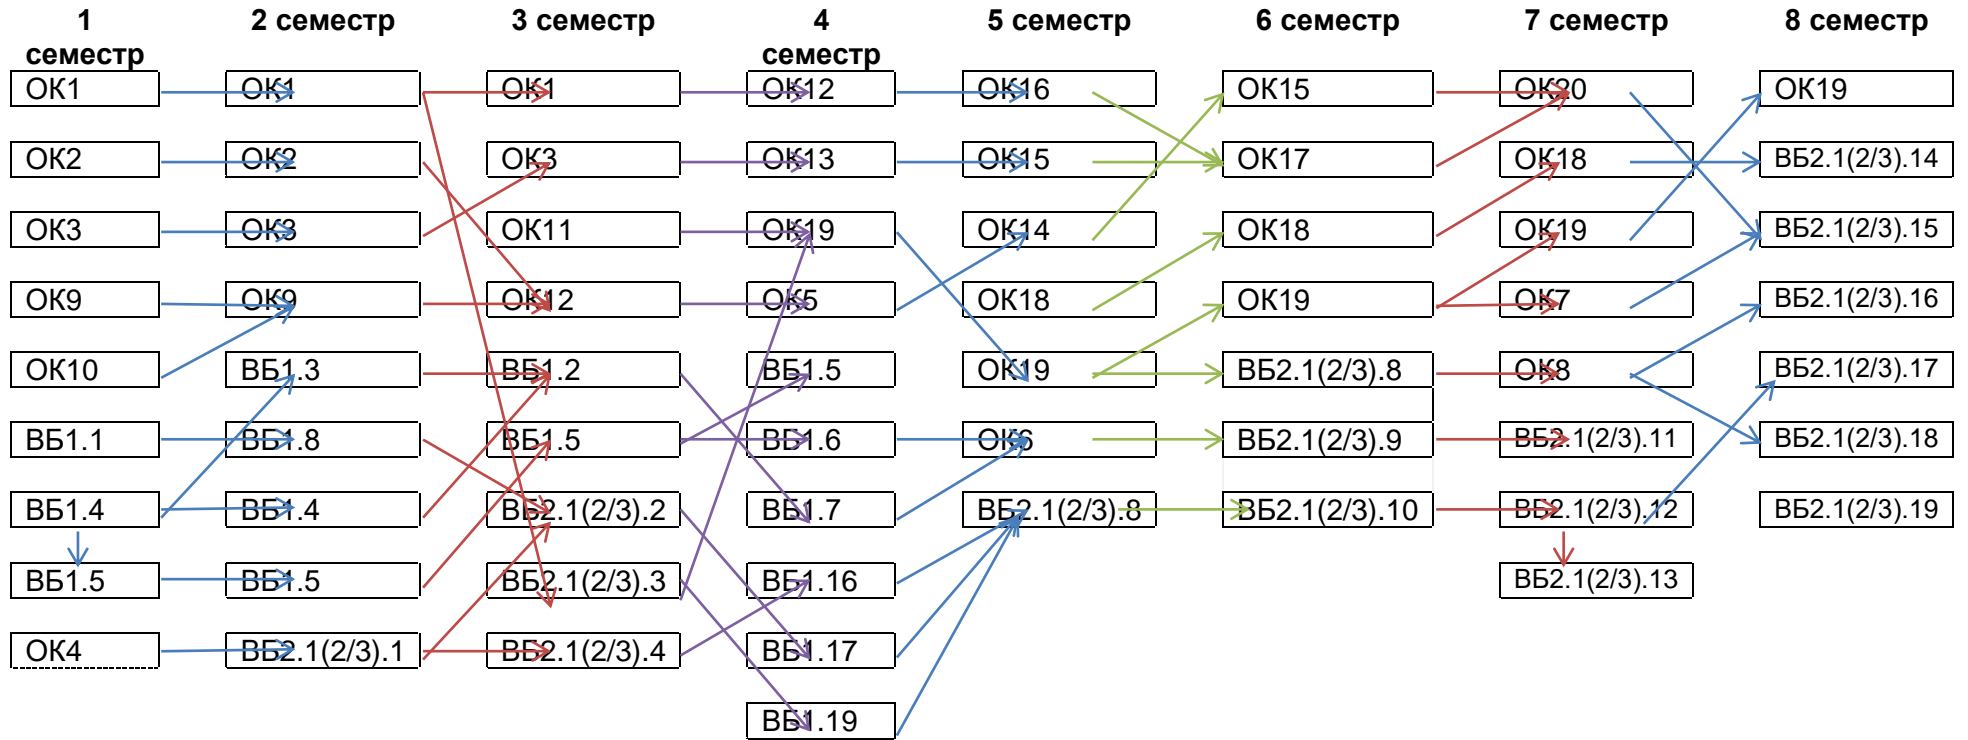 1 семестр
2 семестр
3 семестр
4 семестр
5 семестр
6 семестр
7 семестр
8 семестр
ОК1
ОК1
ОК1
ОК12
ОК16
ОК15
ОК20
ОК19
ОК2
ОК2
ОК3
ОК13
ОК15
ОК17
ОК18
ВБ2.1(2/3).14
ОК3
ОК3
ОК11
ОК19
ОК14
ОК18
ОК19
ВБ2.1(2/3).15
ОК9
ОК9
ОК12
ОК5
ОК18
ОК19
ОК7
ВБ2.1(2/3).16
ОК10
ВБ1.3
ВБ1.2
ВБ1.5
ОК19
ВБ2.1(2/3).8
ОК8
ВБ2.1(2/3).17
ВБ1.1
ВБ1.8
ВБ1.5
ВБ1.6
ОК6
ВБ2.1(2/3).9
ВБ2.1(2/3).11
ВБ2.1(2/3).18
ВБ1.4
ВБ1.4
ВБ2.1(2/3).2
ВБ1.7
ВБ2.1(2/3).8
ВБ2.1(2/3).10
ВБ2.1(2/3).12
ВБ2.1(2/3).19
ВБ1.5
ВБ1.5
ВБ2.1(2/3).3
ВБ1.16
ВБ2.1(2/3).13
ОК4
ВБ2.1(2/3).1
ВБ2.1(2/3).4
ВБ1.17
ВБ1.19